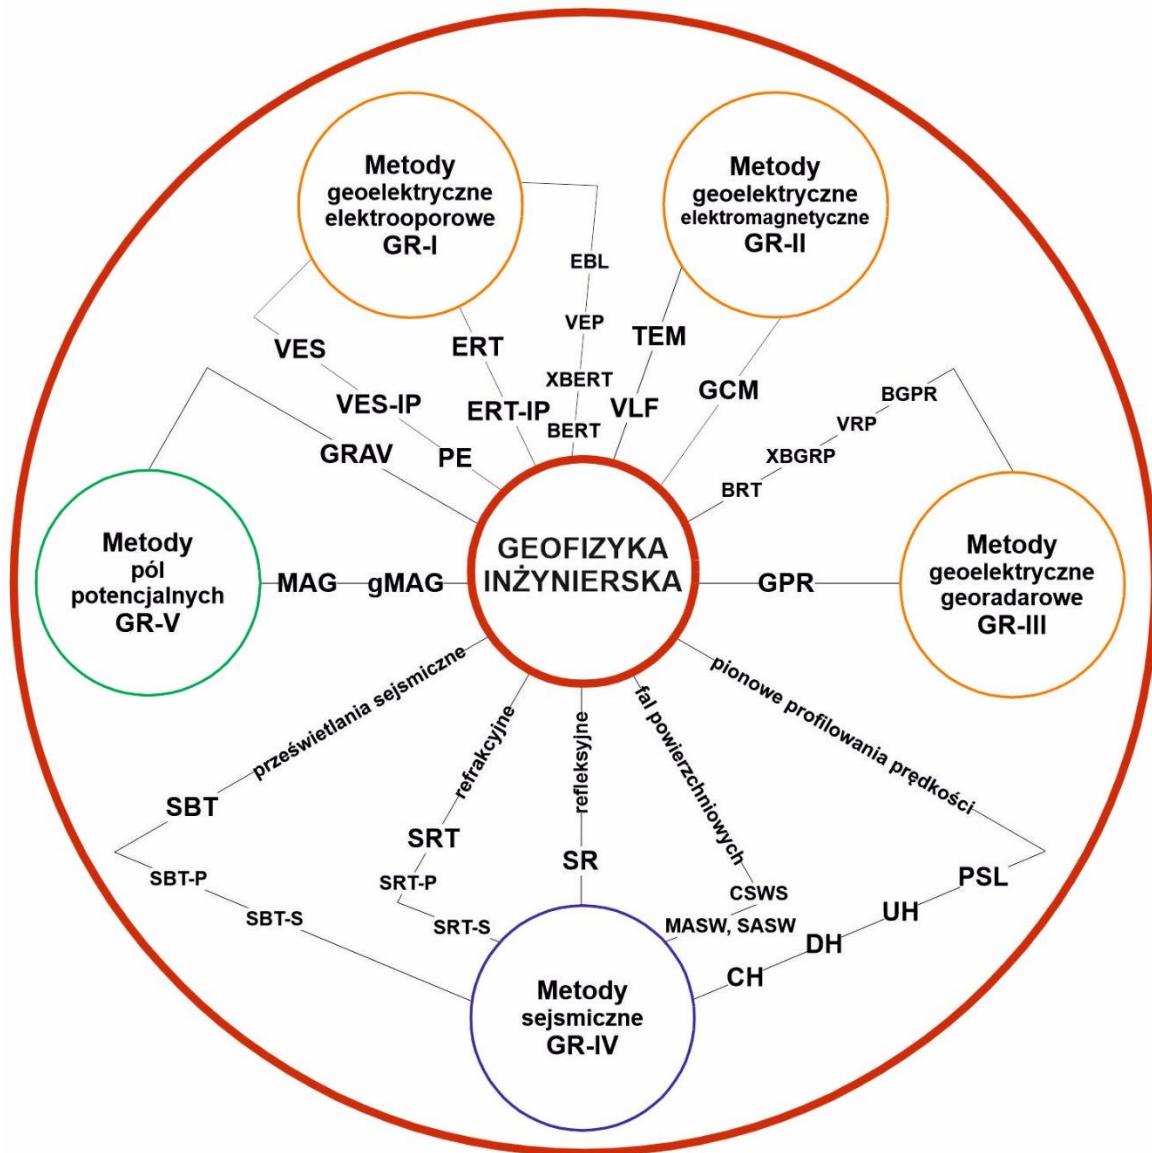 Metody
geoelektryczne
elektrooporowe
GR-I
Metody
geoelektryczne
elektromagnetyczne
GR-II
EBL
VEP
XBERT
BERT
VES
VES-IP
PE
ERT
ERT-IP
TEM
VLF
GCM
BGPR
VRP
XBGRP
BRT
GRAV
Metody
pól
potencjalnych
GR-V
MAG
gMAG
GEOFIZYKA
INŻYNIERSKA
GPR
Metody
geoelektryczne
georadarowe
GR-III
prześwietlania sejsmiczne
SBT
SBT-P
SBT-S
refrakcyjne
SRT
SRT-P
SRT-S
refleksyjne
SR
fal powierzchniowych
CSWS
MASW, SASW
pionowe profilowania prędkości
PSL
UH
DH
CH
Metody
sejsmiczne
GR-IV